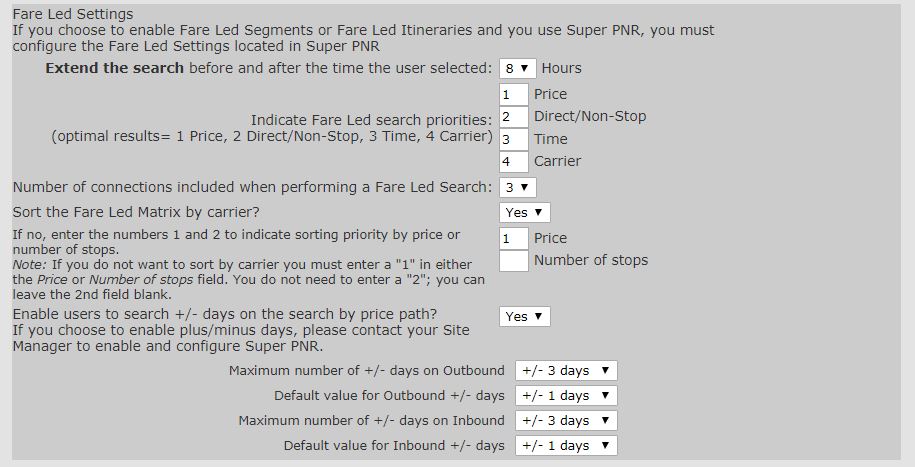 Fare Led Settings
If you choose to enable Fare Led Segments or Fare Led Itineraries and you use Super PNR, you must
configure the Fare Led Settings located in Super PNR
Extend the search before and after the time the user selected: 8 Hours
1 Price
Indicate Fare Led search priorities: 2 Direct/Non-Stop
(optimal results= 1 Price, 2 Direct/Non-Stop, 3 Time, 4 Carrier) 3 Time
4 Carrier
Number of connections included when performing a Fare Led Search: 3
Sort the Fare Led Matrix by carrier? Yes
If no, enter the numbers 1 and 2 to indicate sorting priority by price or 1 Price
number of stops.
Note: If you do not want to sort by carrier you must enter a "1" in either Number of stops
the Price or Number of stops field. You do not need to enter a "2"; you can
leave the 2nd field blank.
Enable users to search +/- days on the search by price path? Yes
If you choose to enable plus/minus days, please contact your Site
Manager to enable and configure Super PNR.
Maximum number of +/- days on Outbound +/- 3 days
Default value for Outbound +/- days +/- 1 days
Maximum number of +/- days on Inbound +/- 3 days
Default value for Inbound +/- days +/- 1 days